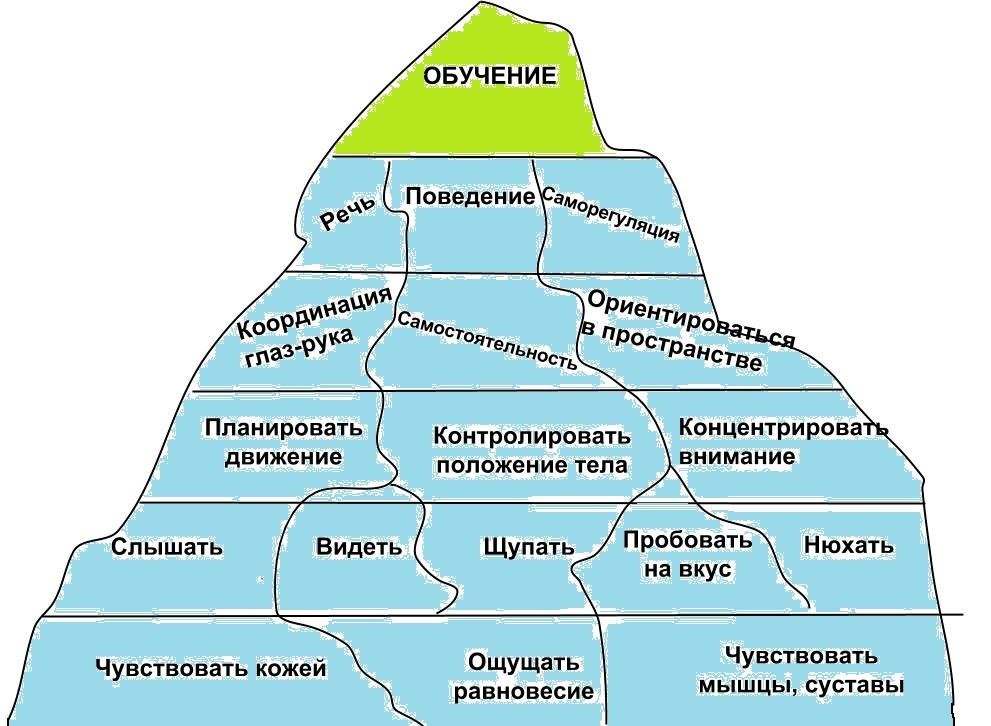 ОБУЧЕНИЕ
Речь
Поведение
Саморегуляция
Координация
глаз-рука
Самостоятельность
Ориентироваться
в пространстве
Планировать
движение
Контролировать
положение тела
Концентрировать
внимание
Слышать
Видеть
Щупать
Пробовать
на вкус
Нюхать
Чувствовать кожей
Ощущать
равновесие
Чувствовать
мышцы, суставы